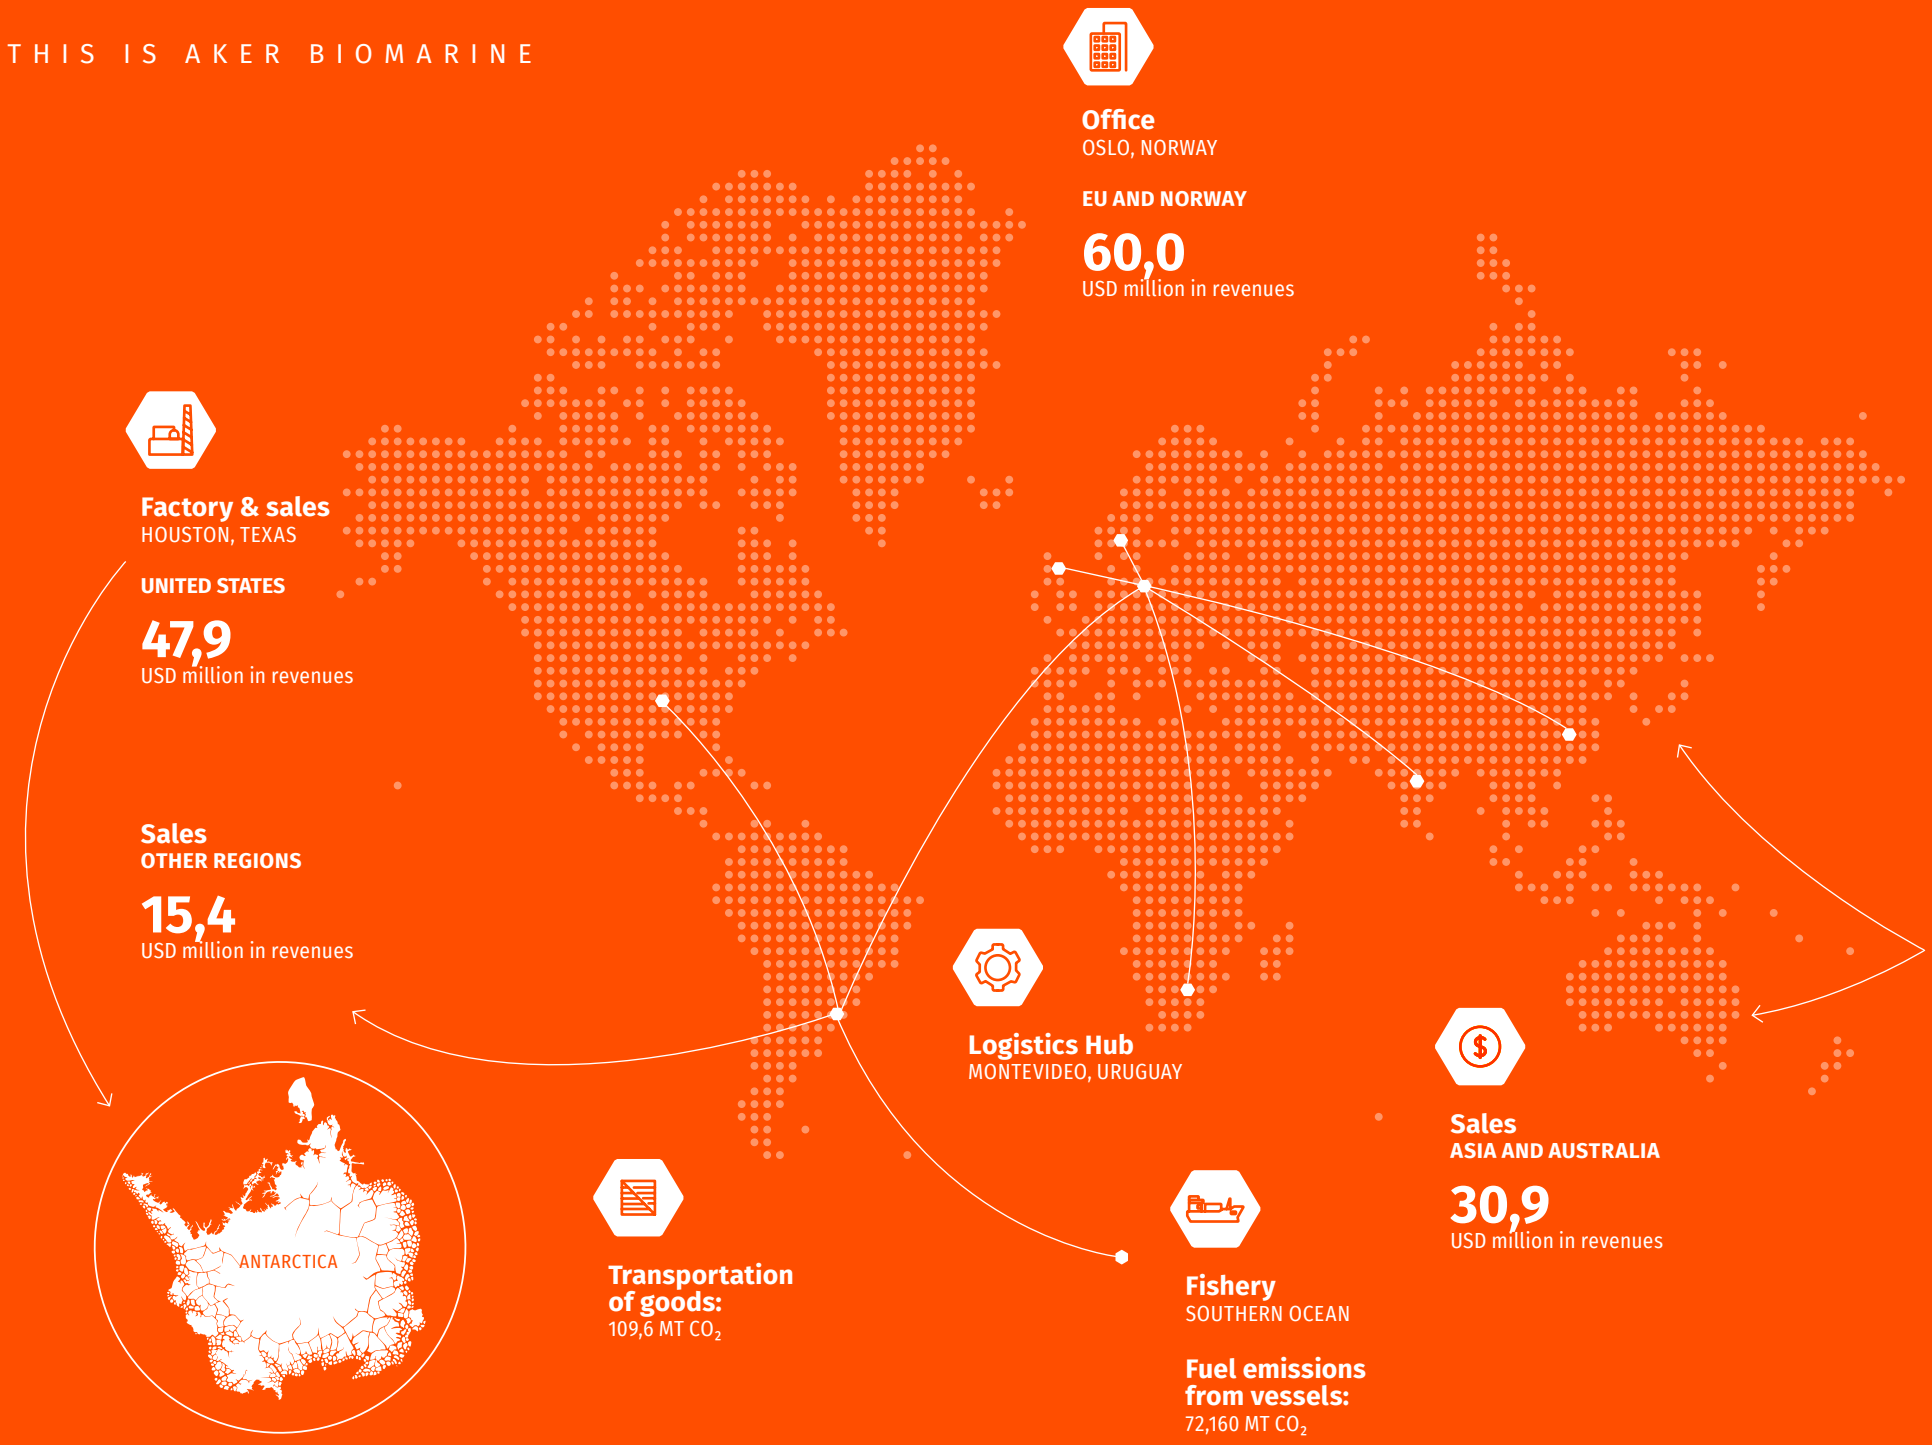 THIS IS AKER BIOMARINE
Office
OSLO, NORWAY
EU AND NORWAY
60,0
USD million in revenues
Factory & sales
HOUSTON, TEXAS
UNITED STATES
47,9
USD million in revenues
Sales
OTHER REGIONS
15,4
USD million in revenues
Logistics Hub
MONTEVIDEO, URUGUAY
$
Sales
ASIA AND AUSTRALIA
30,9
USD million in revenues
ANTARCTICA
Transportation
of goods:
109,6 MT CO₂
Fishery
SOUTHERN OCEAN
Fuel emissions
from vessels:
72,160 MT CO₂